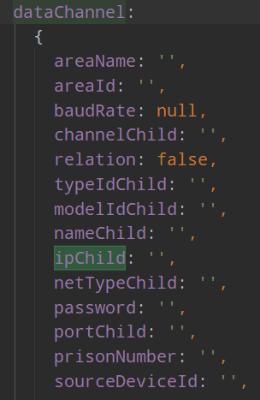 dataChannel:
{
areaName: '',
areaId: '',
baudRate: null,
channelChild: '',
relation: false,
typeIdChild: '',
modelIdChild: '',
nameChild: '',
ipChild: '',
netTypeChild: '',
password: '',
portChild: '',
prisonNumber: '',
sourceDeviceId: '',